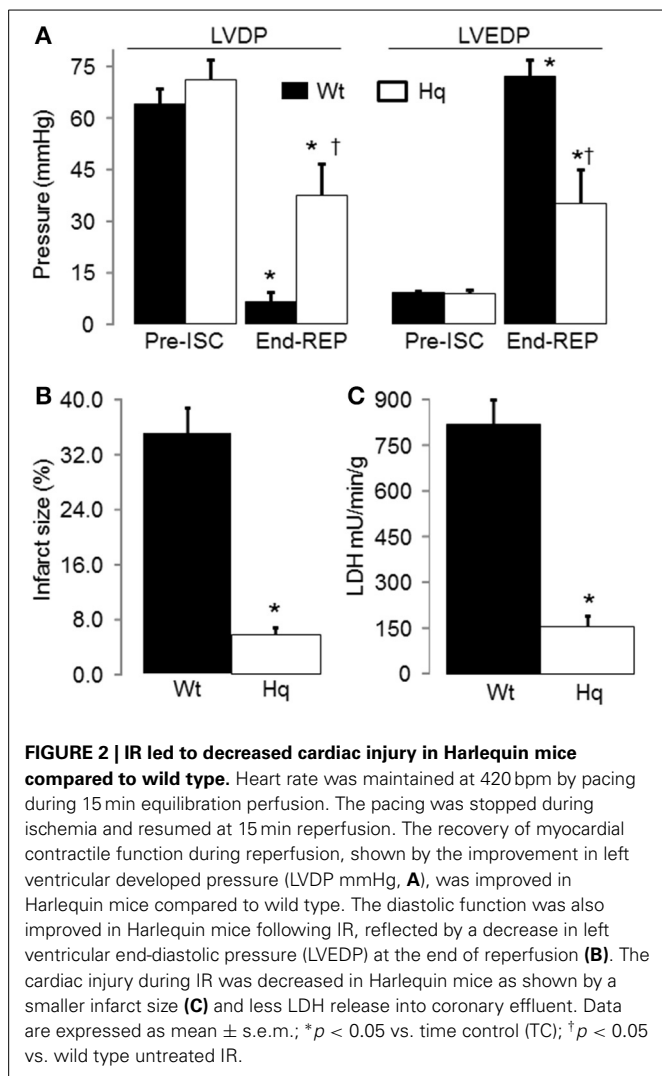 A
LVDP LVEDP
Wt Hq
Pressure (mmHg)
75
60
45
30
15
0
* * † * *†
Pre-ISC End-REP Pre-ISC End-REP
B
Infarct size (%)
40.0
32.0
24.0
16.0
8.0
0.0
*
Wt Hq
C
LDH mU/min/g
900
750
600
450
300
150
0
*
Wt Hq
FIGURE 2 | IR led to decreased cardiac injury in Harlequin mice
compared to wild type. Heart rate was maintained at 420 bpm by pacing
during 15 min equilibration perfusion. The pacing was stopped during
ischemia and resumed at 15 min reperfusion. The recovery of myocardial
contractile function during reperfusion, shown by the improvement in left
ventricular developed pressure (LVDP mmHg, A), was improved in
Harlequin mice compared to wild type. The diastolic function was also
improved in Harlequin mice following IR, reflected by a decrease in left
ventricular end-diastolic pressure (LVEDP) at the end of reperfusion (B). The
cardiac injury during IR was decreased in Harlequin mice as shown by a
smaller infarct size (C) and less LDH release into coronary effluent. Data
are expressed as mean ± s.e.m.; *p < 0.05 vs. time control (TC); †p < 0.05
vs. wild type untreated IR.